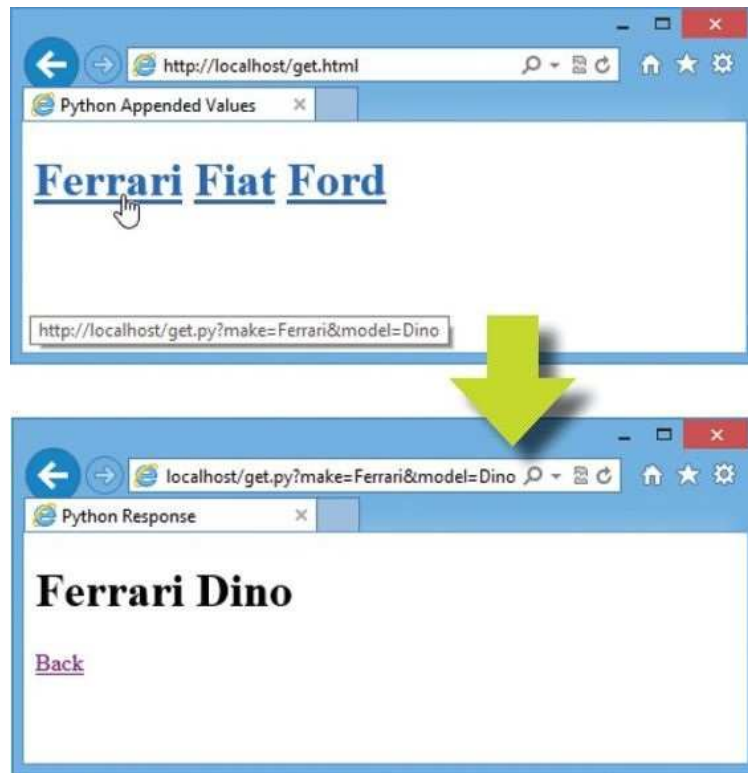 http://localhost/get.html
Python Appended Values
Ferrari Fiat Ford
http://localhost/get.py?make=Ferrari&model=Dino
localhost/get.py?make=Ferrari&model=Dino
Python Response
Ferrari Dino
Back